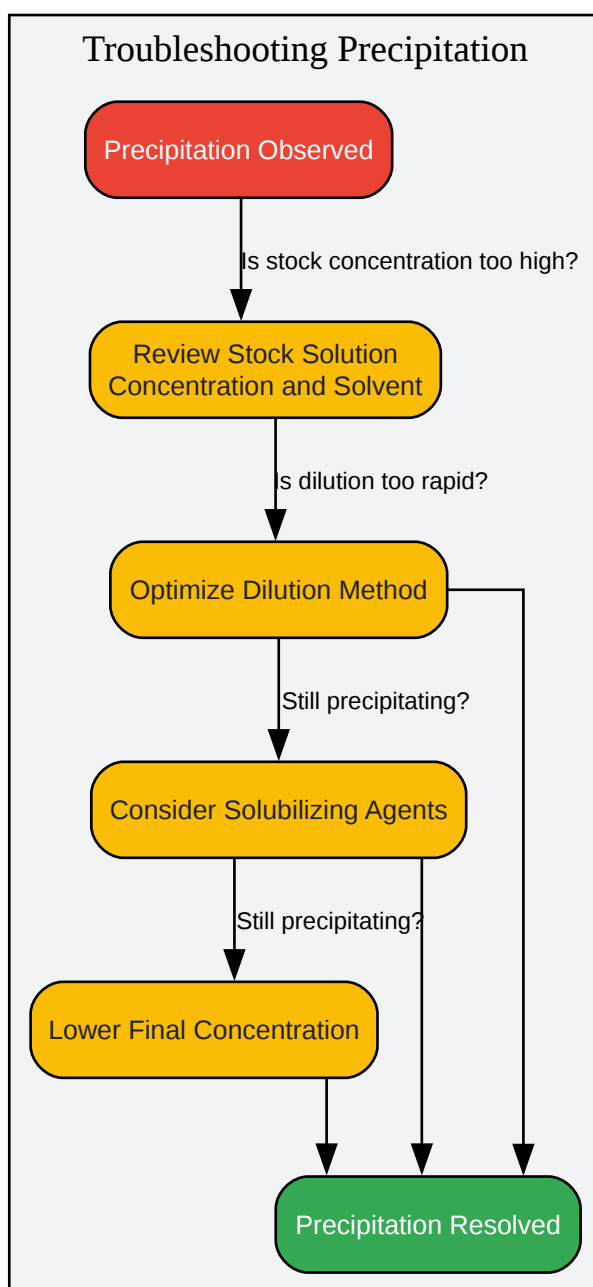 Troubleshooting Precipitation
Precipitation Observed
Is stock concentration too high?
Review Stock Solution
Concentration and Solvent
Is dilution too rapid?
Optimize Dilution Method
Still precipitating?
Consider Solubilizing Agents
Still precipitating?
Lower Final Concentration
Precipitation Resolved